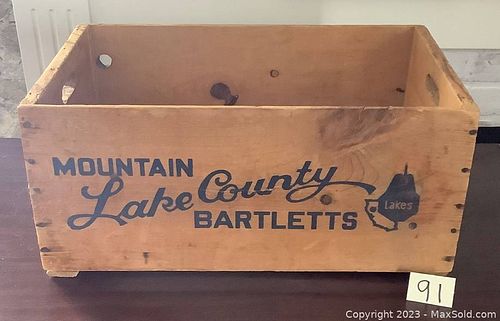 MOUNTAIN
Lake County
BARTLETTS
Lakes
91
Copyright © 2023 - MaxSold.com